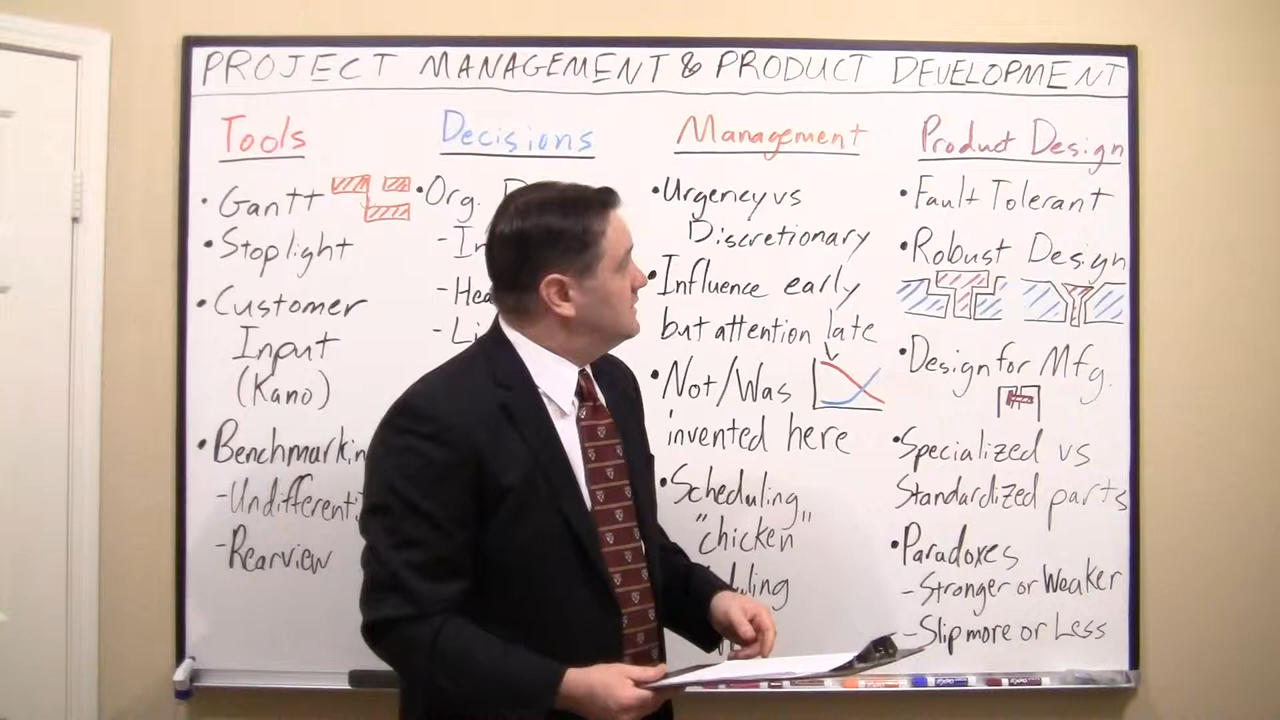 PROJECT MANAGEMENT & PRODUCT DEVELOPMENT
Tools
• Gantt
• Stoplight
• Customer
Input
(Kano)
• Benchmarkin
- Undifferenti
- Rearview
Decisions
• Org.
Management
• Urgency vs
Discretionary
• Influence early
but attention late
• Not/Was
invented here
• Scheduling
"chicken"
Product Design
• Fault Tolerant
• Robust Design
• Design for Mfg.
• Specialized vs
Standardized parts
• Paradoxes
- Stronger or Weaker
- Slip more or Less